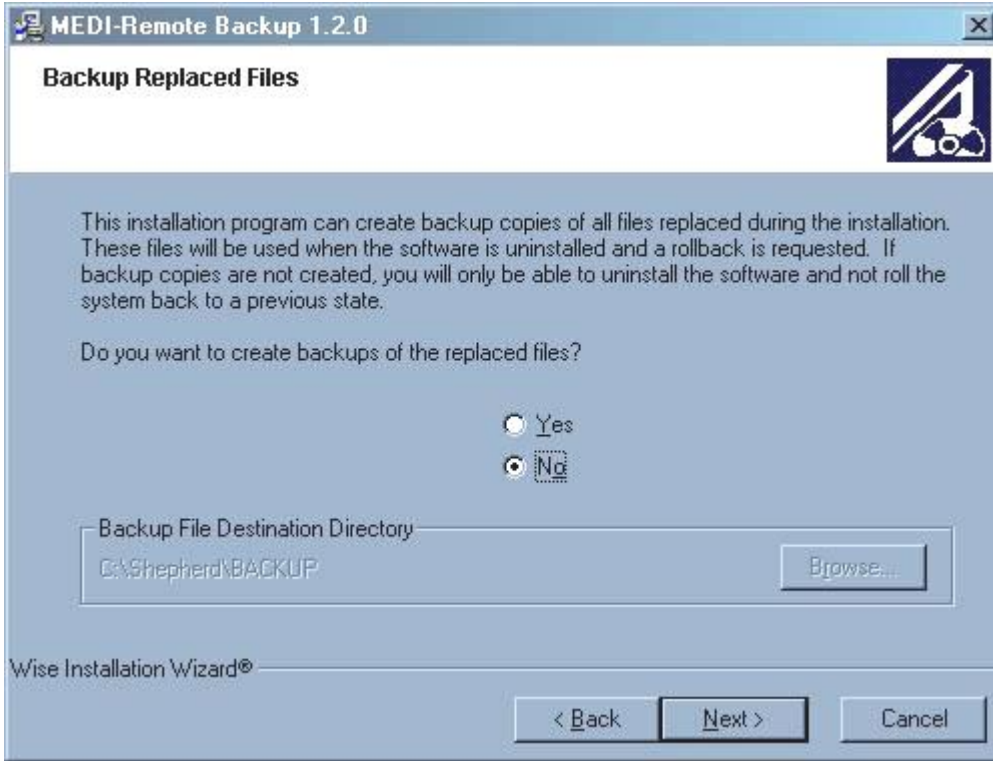 MEDI-Remote Backup 1.2.0
Backup Replaced Files
This installation program can create backup copies of all files replaced during the installation.
These files will be used when the software is uninstalled and a rollback is requested.  If
backup copies are not created, you will only be able to uninstall the software and not roll the
system back to a previous state.
Do you want to create backups of the replaced files?
Yes
No
Backup File Destination Directory
C:\Shepherd\BACKUP
Browse...
Wise Installation Wizard®
< Back
Next >
Cancel